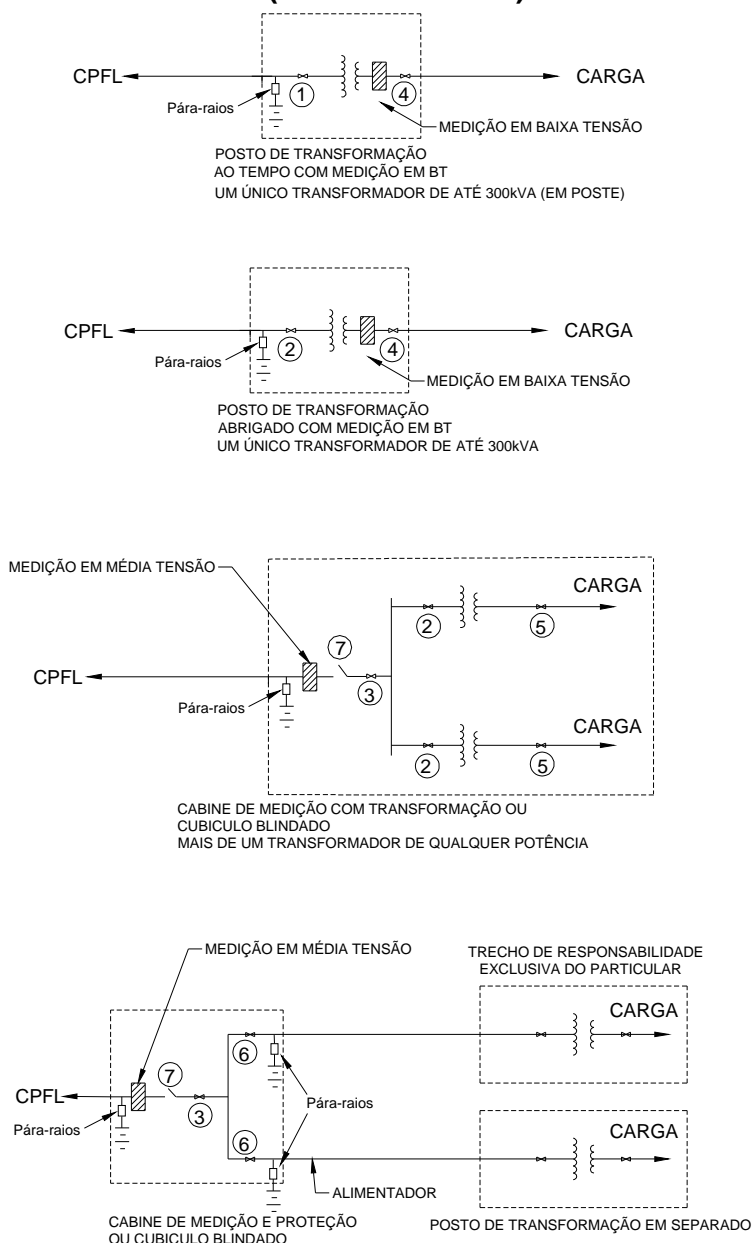 CPFL
CARGA
Pára-raios
1
4
MEDIÇÃO EM BAIXA TENSÃO
POSTO DE TRANSFORMAÇÃO
AO TEMPO COM MEDIÇÃO EM BT
UM ÚNICO TRANSFORMADOR DE ATÉ 300kVA (EM POSTE)
CPFL
CARGA
Pára-raios
2
4
MEDIÇÃO EM BAIXA TENSÃO
POSTO DE TRANSFORMAÇÃO
ABRIGADO COM MEDIÇÃO EM BT
UM ÚNICO TRANSFORMADOR DE ATÉ 300kVA
MEDIÇÃO EM MÉDIA TENSÃO
CARGA
2
5
7
CPFL
3
Pára-raios
CARGA
2
5
CABINE DE MEDIÇÃO COM TRANSFORMAÇÃO OU
CUBICULO BLINDADO
MAIS DE UM TRANSFORMADOR DE QUALQUER POTÊNCIA
MEDIÇÃO EM MÉDIA TENSÃO
TRECHO DE RESPONSABILIDADE
EXCLUSIVA DO PARTICULAR
CARGA
6
7
CPFL
3
Pára-raios
Pára-raios
CARGA
6
ALIMENTADOR
CABINE DE MEDIÇÃO E PROTEÇÃO
OU CUBICULO BLINDADO
POSTO DE TRANSFORMAÇÃO EM SEPARADO